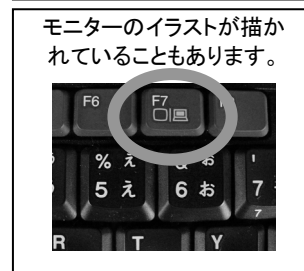 モニターのイラストが描か
れていることもあります。
F6 F7
% え & お '
5 え 6 お 7
7
R T Y